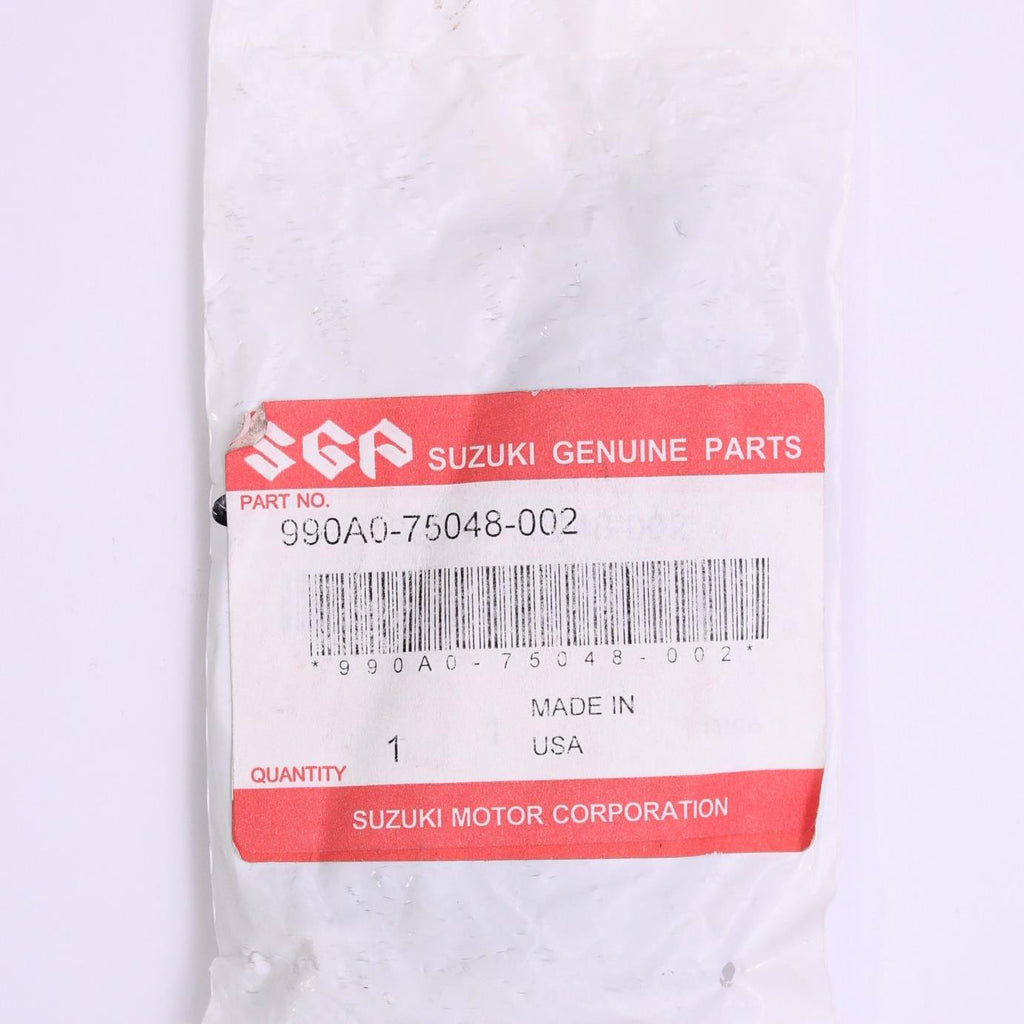 SGP SUZUKI GENUINE PARTS
PART NO.
990A0-75048-002
*990A0-75048-002*
MADE IN
1 USA
QUANTITY
SUZUKI MOTOR CORPORATION